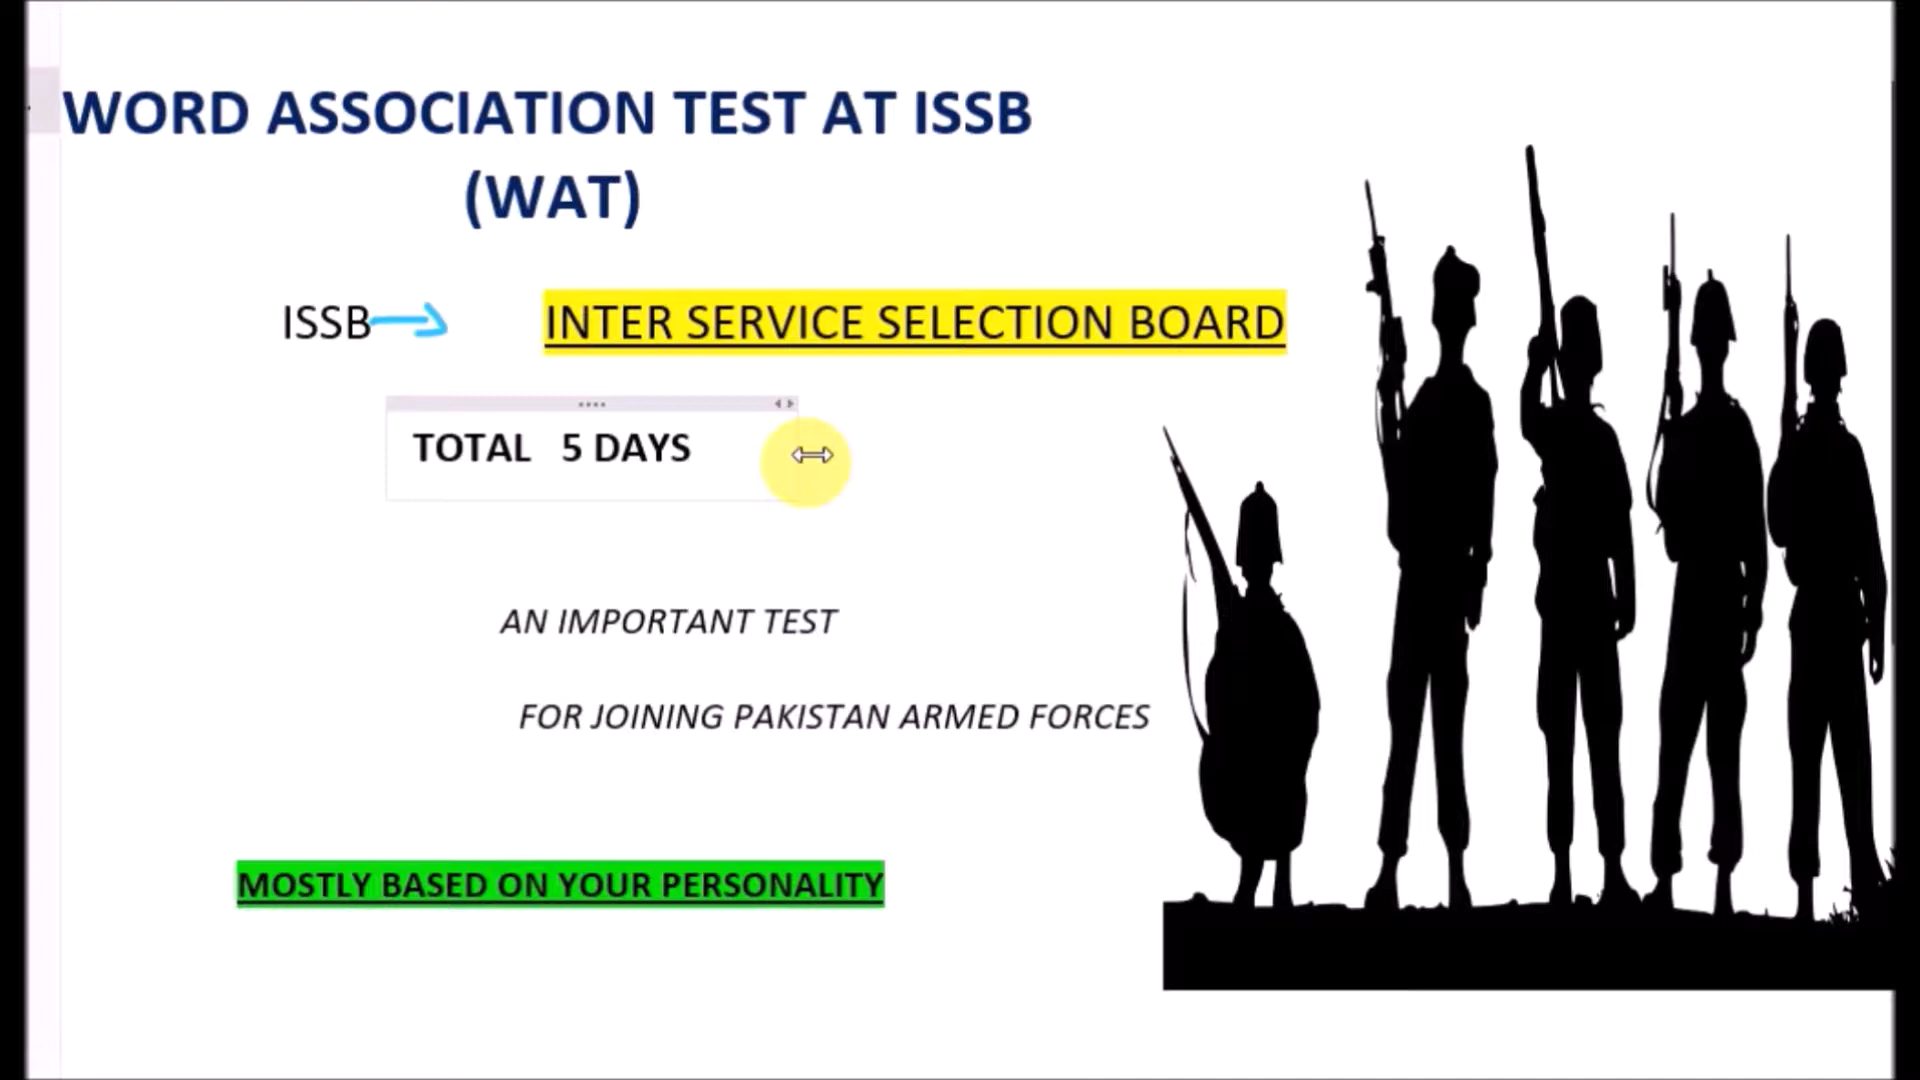 WORD ASSOCIATION TEST AT ISSB
(WAT)
ISSB INTER SERVICE SELECTION BOARD
TOTAL 5 DAYS
AN IMPORTANT TEST
FOR JOINING PAKISTAN ARMED FORCES
MOSTLY BASED ON YOUR PERSONALITY